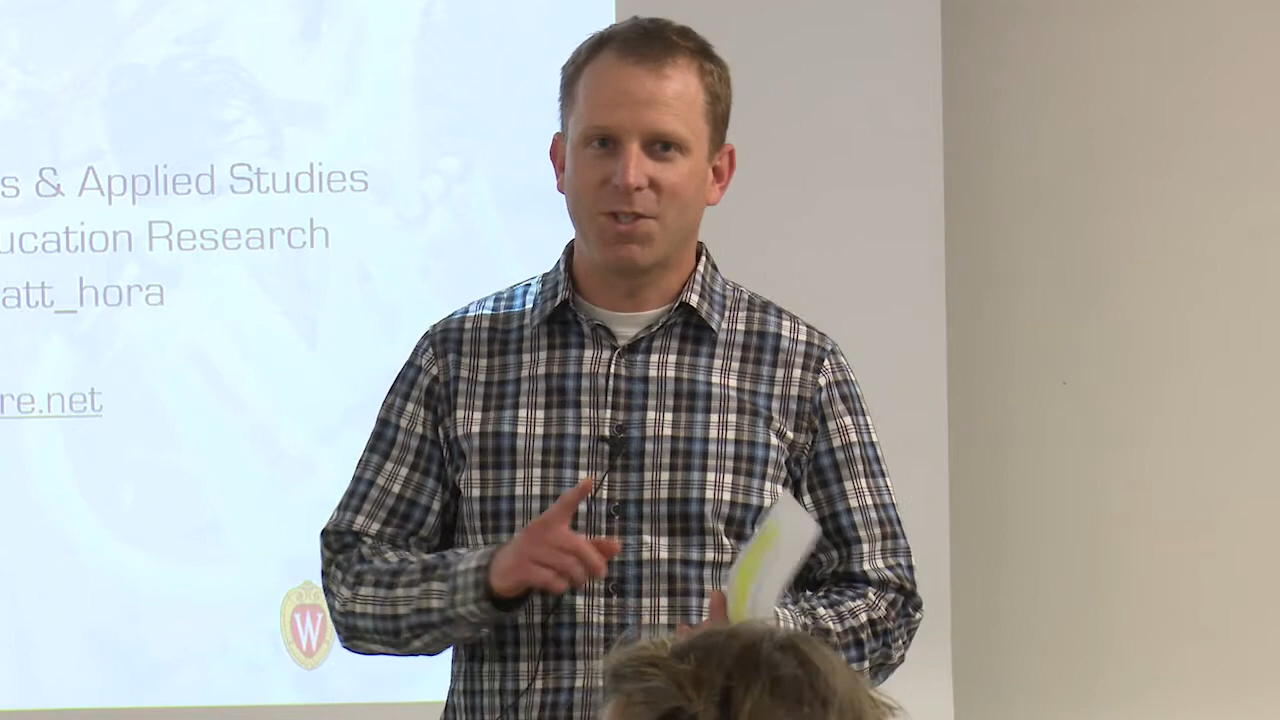 s & Applied Studies
ucation Research
att_hora
re.net
W